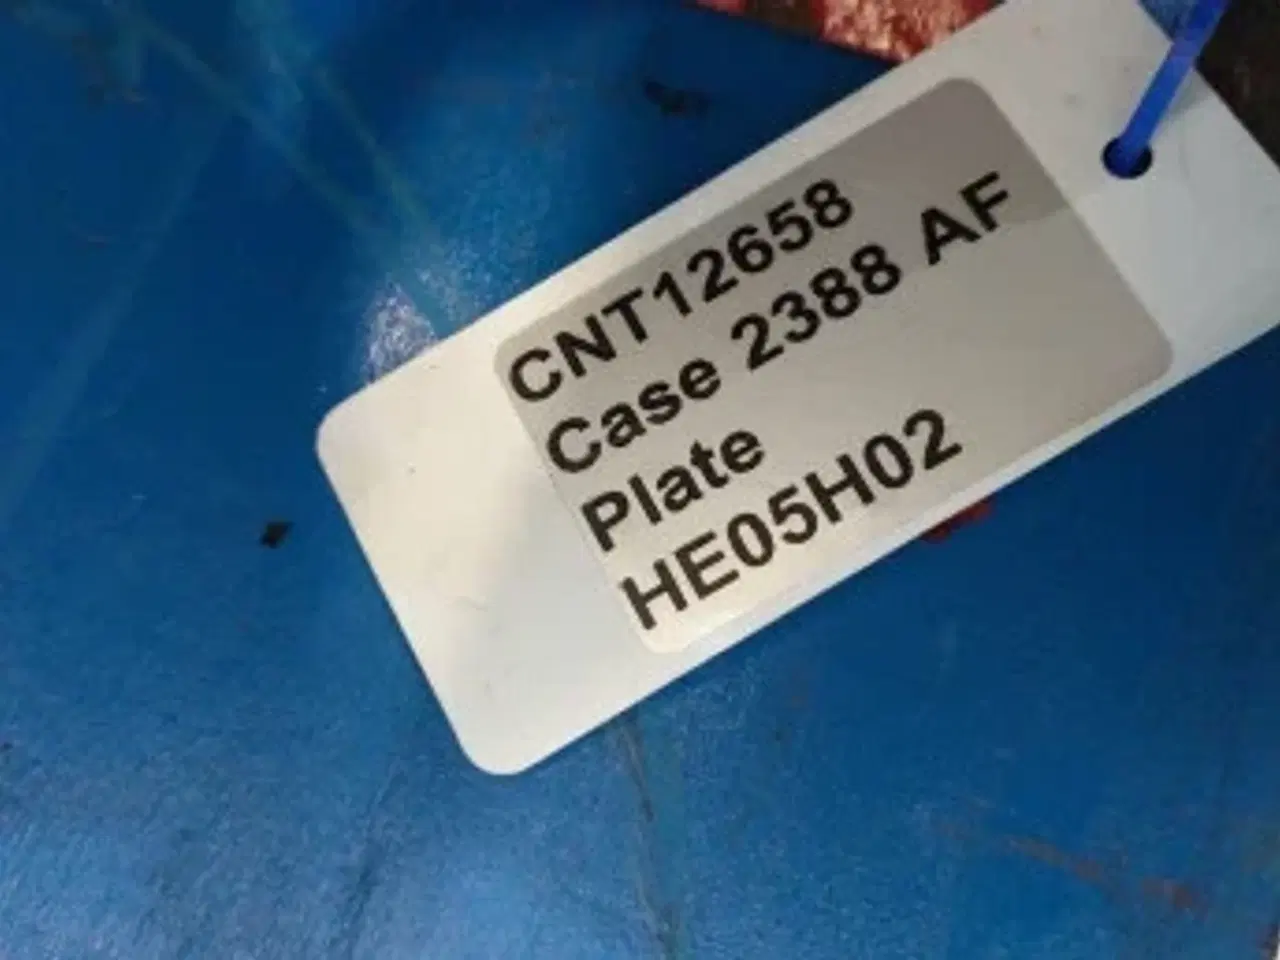 CNT12658
Case 2388 AF
Plate
HE05H02